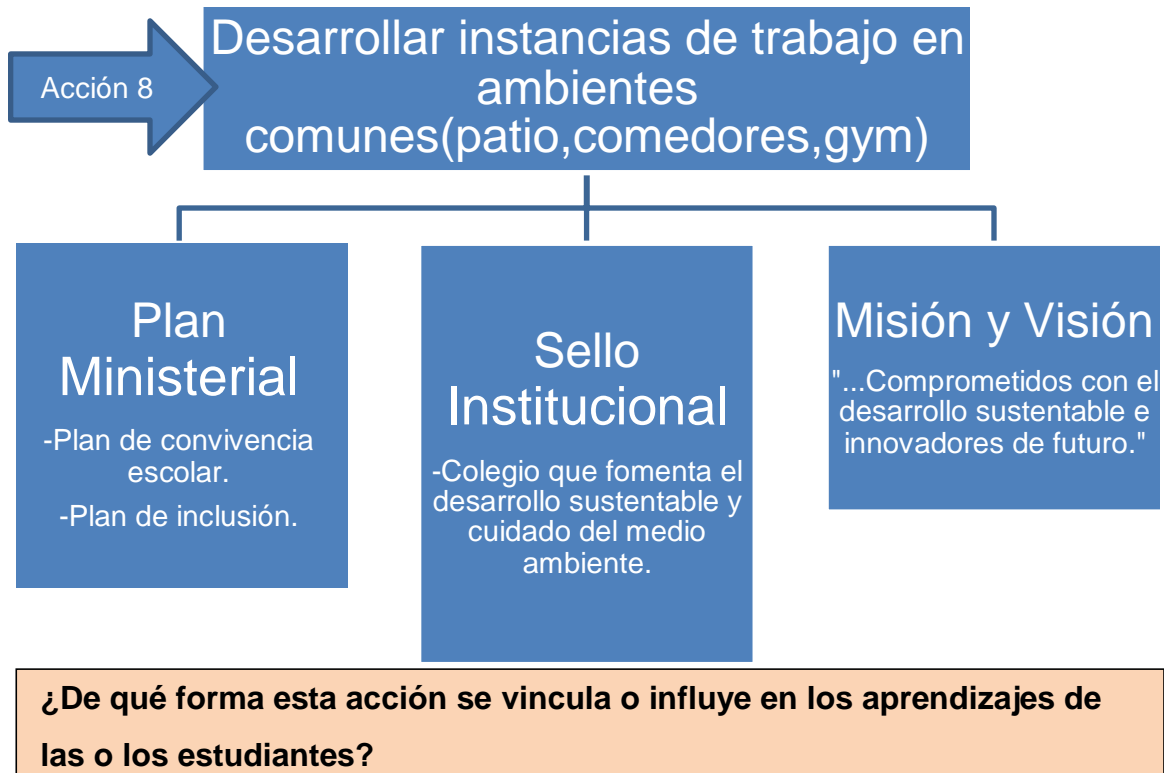 Acción 8
Desarrollar instancias de trabajo en
ambientes
comunes(patio,comedores,gym)
Plan
Ministerial
-Plan de convivencia
escolar.
-Plan de inclusión.
Sello
Institucional
-Colegio que fomenta el
desarrollo sustentable y
cuidado del medio
ambiente.
Misión y Visión
"...Comprometidos con el
desarrollo sustentable e
innovadores de futuro."
¿De qué forma esta acción se vincula o influye en los aprendizajes de
las o los estudiantes?